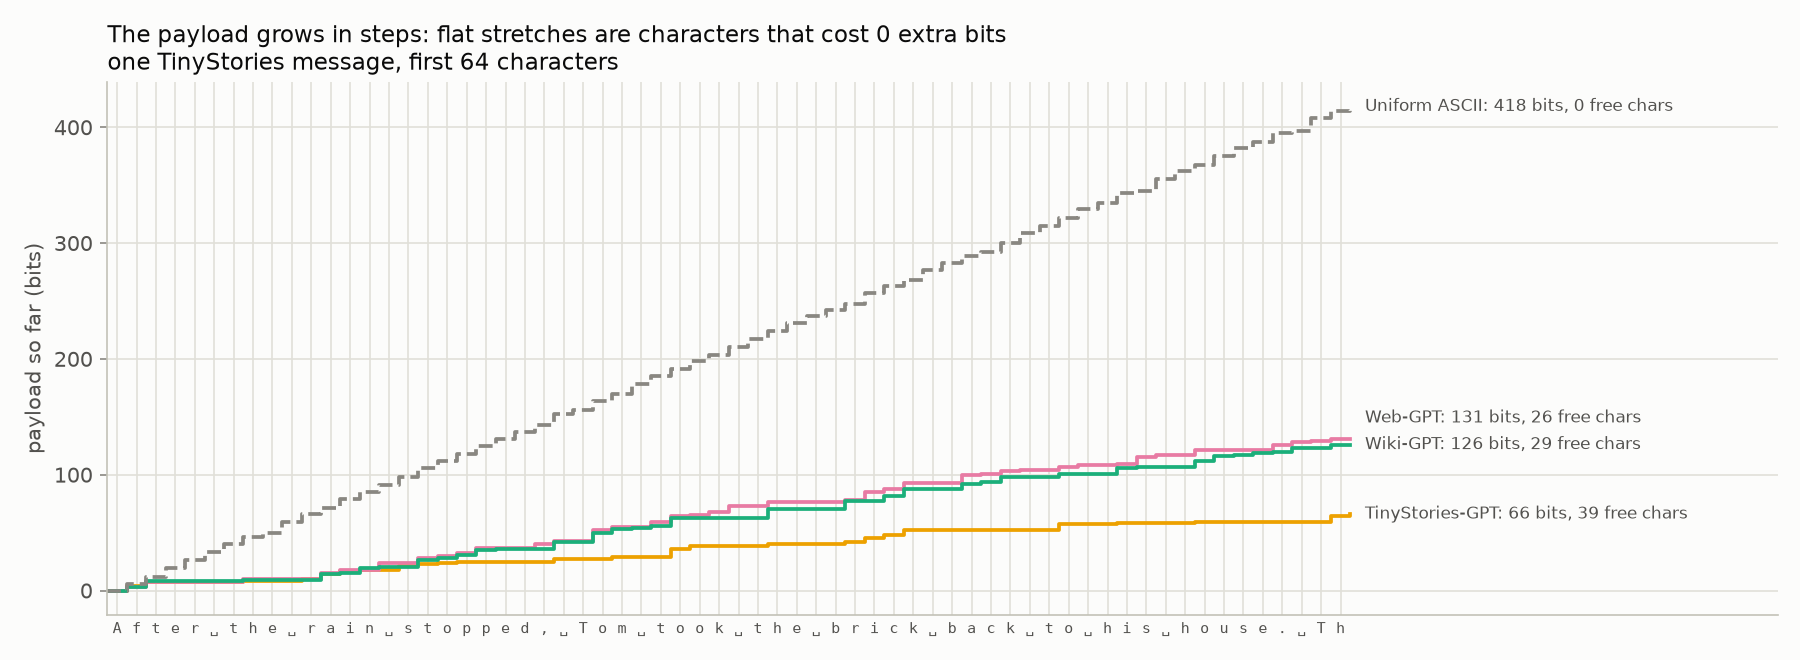 The payload grows in steps: flat stretches are characters that cost 0 extra bits
one TinyStories message, first 64 characters
payload so far (bits)
400
300
200
100
0
Uniform ASCII: 418 bits, 0 free chars
Web-GPT: 131 bits, 26 free chars
Wiki-GPT: 126 bits, 29 free chars
TinyStories-GPT: 66 bits, 39 free chars
A f t e r ␣ t h e ␣ r a i n ␣ s t o p p e d , ␣ T o m ␣ t o o k ␣ t h e ␣ b r i c k ␣ b a c k ␣ t o ␣ h i s ␣ h o u s e . ␣ T h